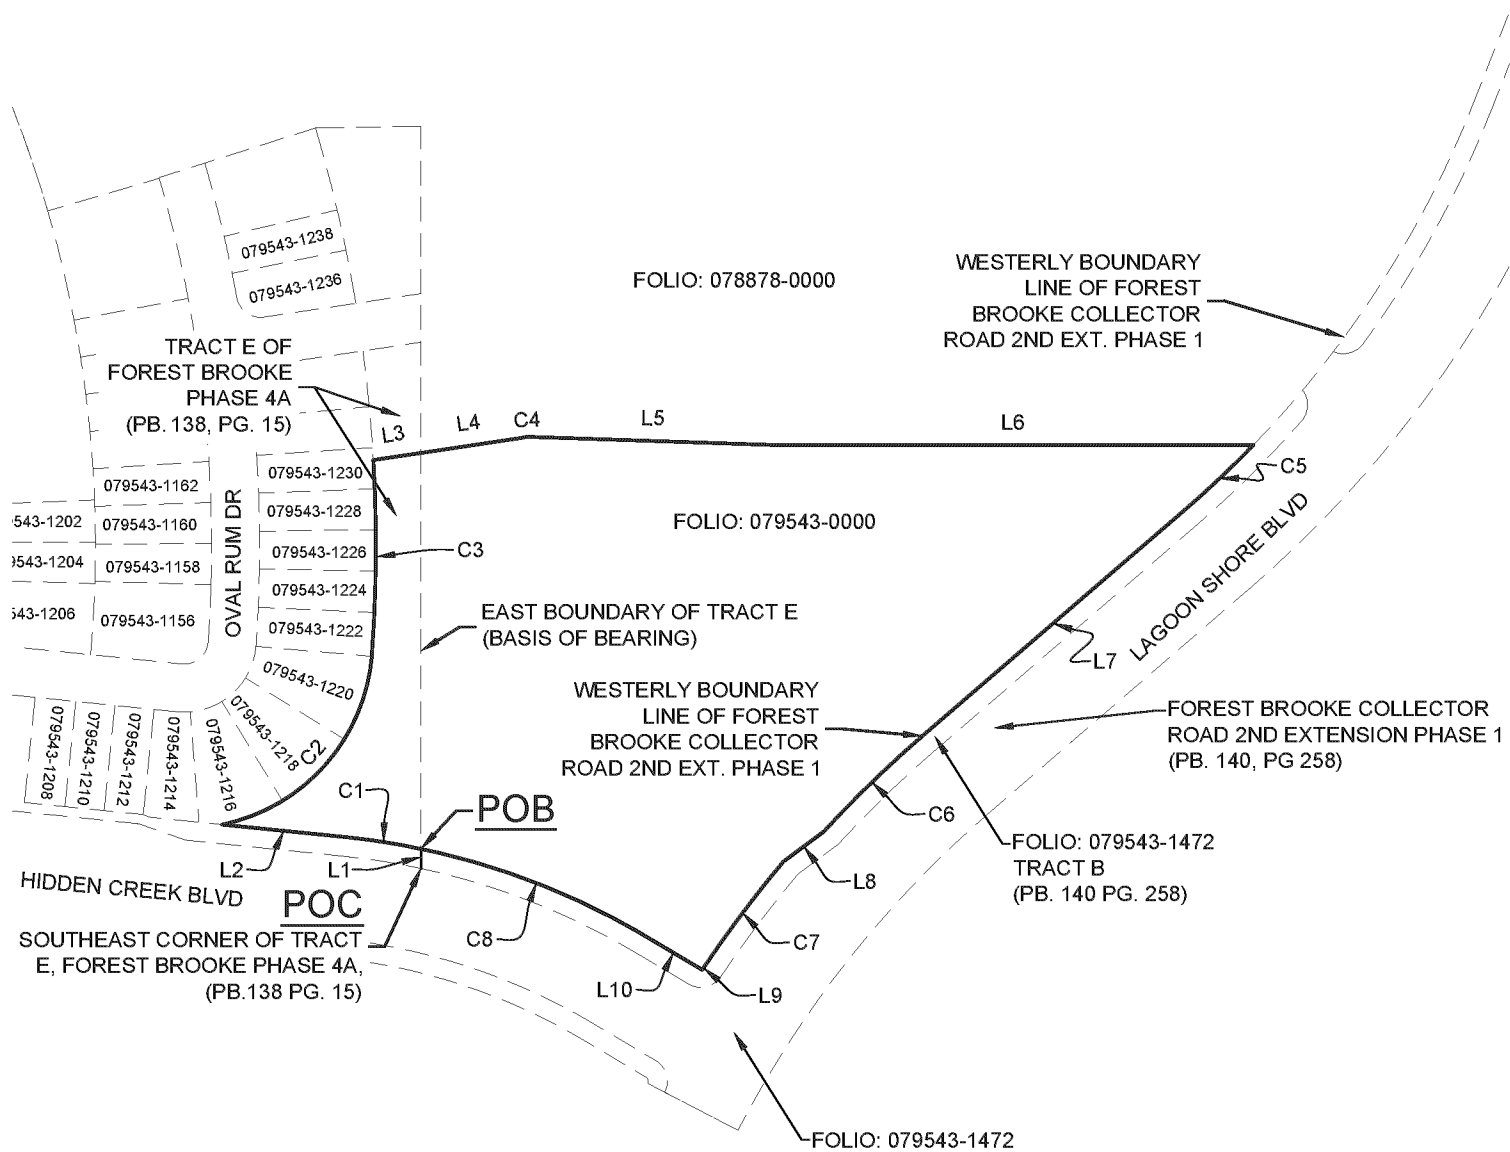 079543-1238
079543-1236
FOLIO: 078878-0000
WESTERLY BOUNDARY
LINE OF FOREST
BROOKE COLLECTOR
ROAD 2ND EXT. PHASE 1
TRACT E OF
FOREST BROOKE
PHASE 4A
(PB. 138, PG. 15)
L3
L4
C4
L5
L6
C5
079543-1230
079543-1228
079543-1226
079543-1224
079543-1222
079543-1220
079543-1218
079543-1216
079543-1214
079543-1212
079543-1210
079543-1208
079543-1162
079543-1160
079543-1158
079543-1156
543-1202
9543-1204
543-1206
OVAL RUM DR
C3
FOLIO: 079543-0000
EAST BOUNDARY OF TRACT E
(BASIS OF BEARING)
LAGOON SHORE BLVD
L7
WESTERLY BOUNDARY
LINE OF FOREST
BROOKE COLLECTOR
ROAD 2ND EXT. PHASE 1
FOREST BROOKE COLLECTOR
ROAD 2ND EXTENSION PHASE 1
(PB. 140, PG 258)
C2
C1
POB
C6
FOLIO: 079543-1472
TRACT B
(PB. 140 PG. 258)
L2
L1
L8
HIDDEN CREEK BLVD
POC
SOUTHEAST CORNER OF TRACT
E, FOREST BROOKE PHASE 4A,
(PB.138 PG. 15)
C8
C7
L10
L9
FOLIO: 079543-1472